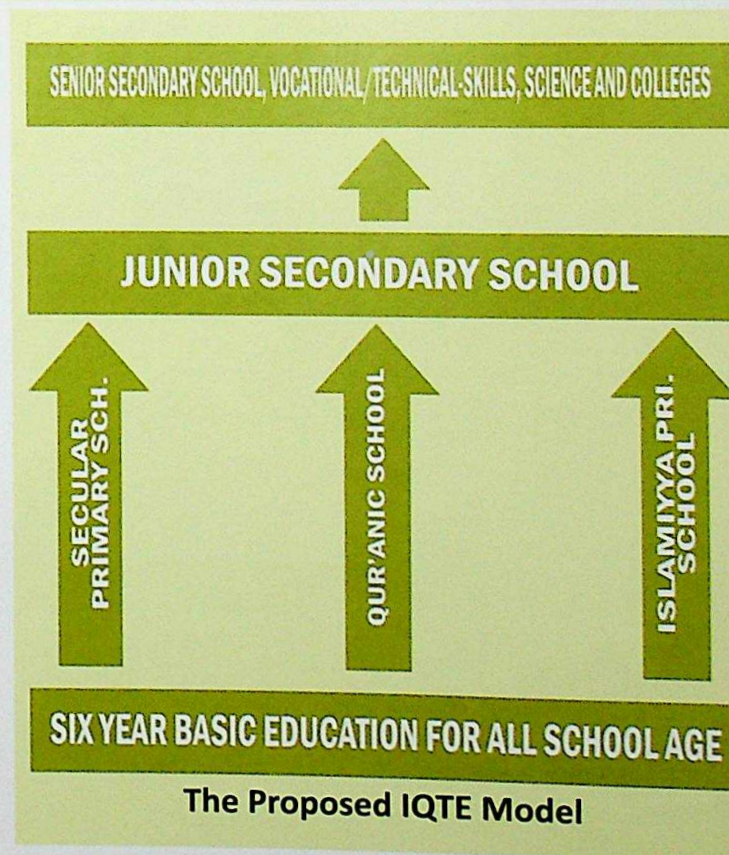 SENIOR SECONDARY SCHOOL, VOCATIONAL/TECHNICAL-SKILLS, SCIENCE AND COLLEGES
JUNIOR SECONDARY SCHOOL
SECULAR
PRIMARY SCH.
QUR'ANIC SCHOOL
ISLAMIYYA PRI.
SCHOOL
SIX YEAR BASIC EDUCATION FOR ALL SCHOOL AGE
The Proposed IQTE Model